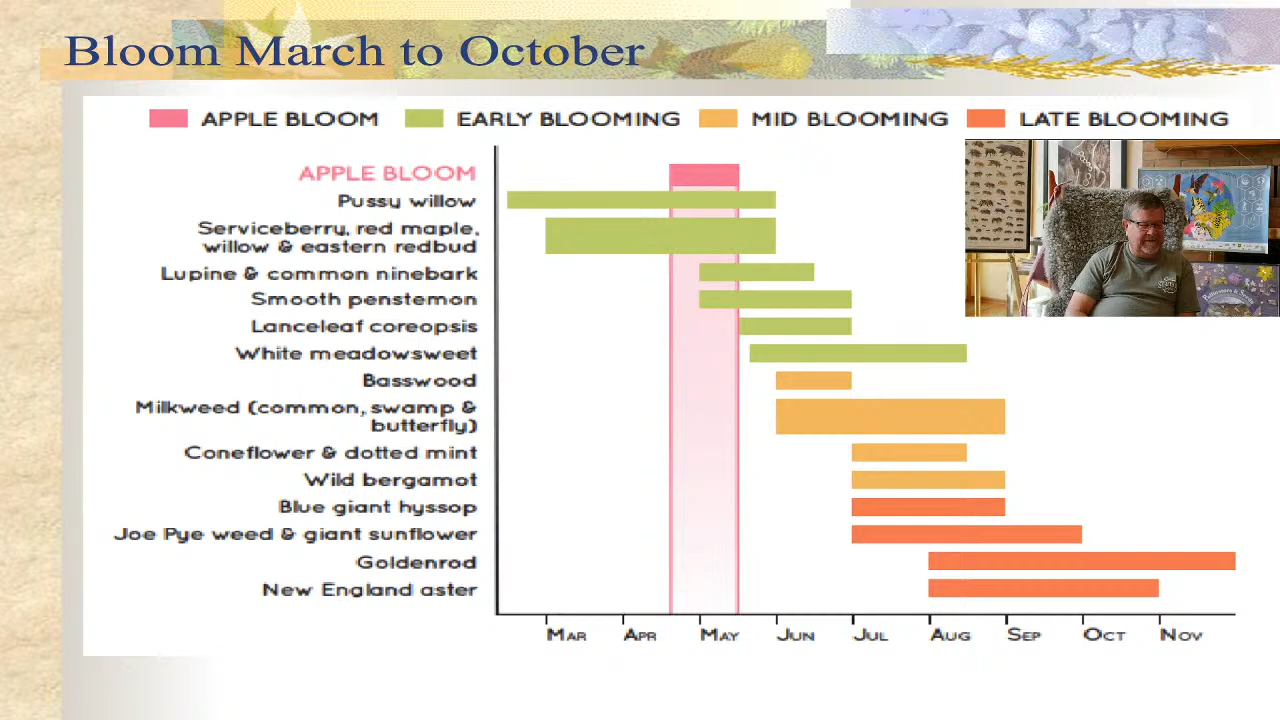 Bloom March to October
APPLE BLOOM EARLY BLOOMING MID BLOOMING LATE BLOOMING
APPLE BLOOM
Pussy willow
Serviceberry, red maple,
willow & eastern redbud
Lupine & common ninebark
Smooth penstemon
Lanceleaf coreopsis
White meadowsweet
Basswood
Milkweed (common, swamp &
butterfly)
Coneflower & dotted mint
Wild bergamot
Blue giant hyssop
Joe Pye weed & giant sunflower
Goldenrod
New England aster
MAR APR MAY JUN JUL AUG SEP OCT NOV